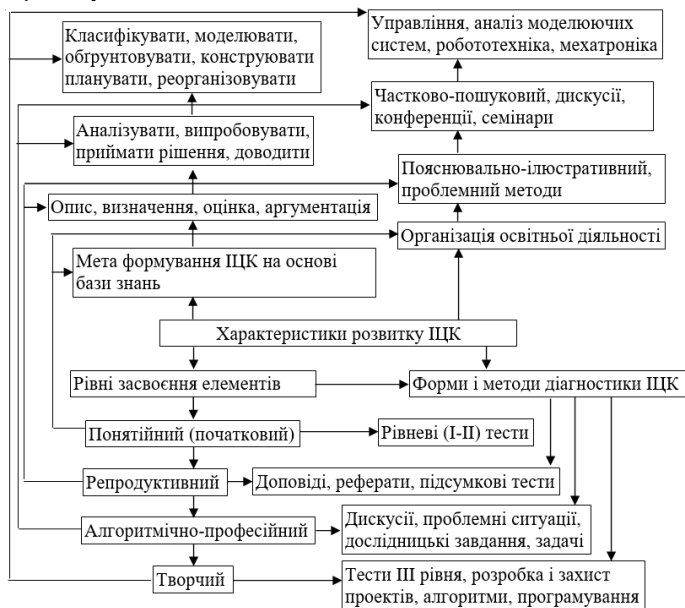 Класифікувати, моделювати,
обґрунтовувати, конструювати
планувати, реорганізовувати
Управління, аналіз моделюючих
систем, робототехніка, мехатроніка
Аналізувати, випробовувати,
приймати рішення, доводити
Частково-пошуковий, дискусії,
конференції, семінари
Опис, визначення, оцінка, аргументація
Пояснювально-ілюстративний,
проблемний методи
Мета формування ІЦК на основі
бази знань
Організація освітньої діяльності
Характеристики розвитку ІЦК
Рівні засвоєння елементів
Форми і методи діагностики ІЦК
Понятійний (початковий)
Рівневі (І-ІІ) тести
Репродуктивний
Доповіді, реферати, підсумкові тести
Алгоритмічно-професійний
Дискусії, проблемні ситуації,
дослідницькі завдання, задачі
Творчий
Тести ІІІ рівня, розробка і захист
проектів, алгоритми, програмування